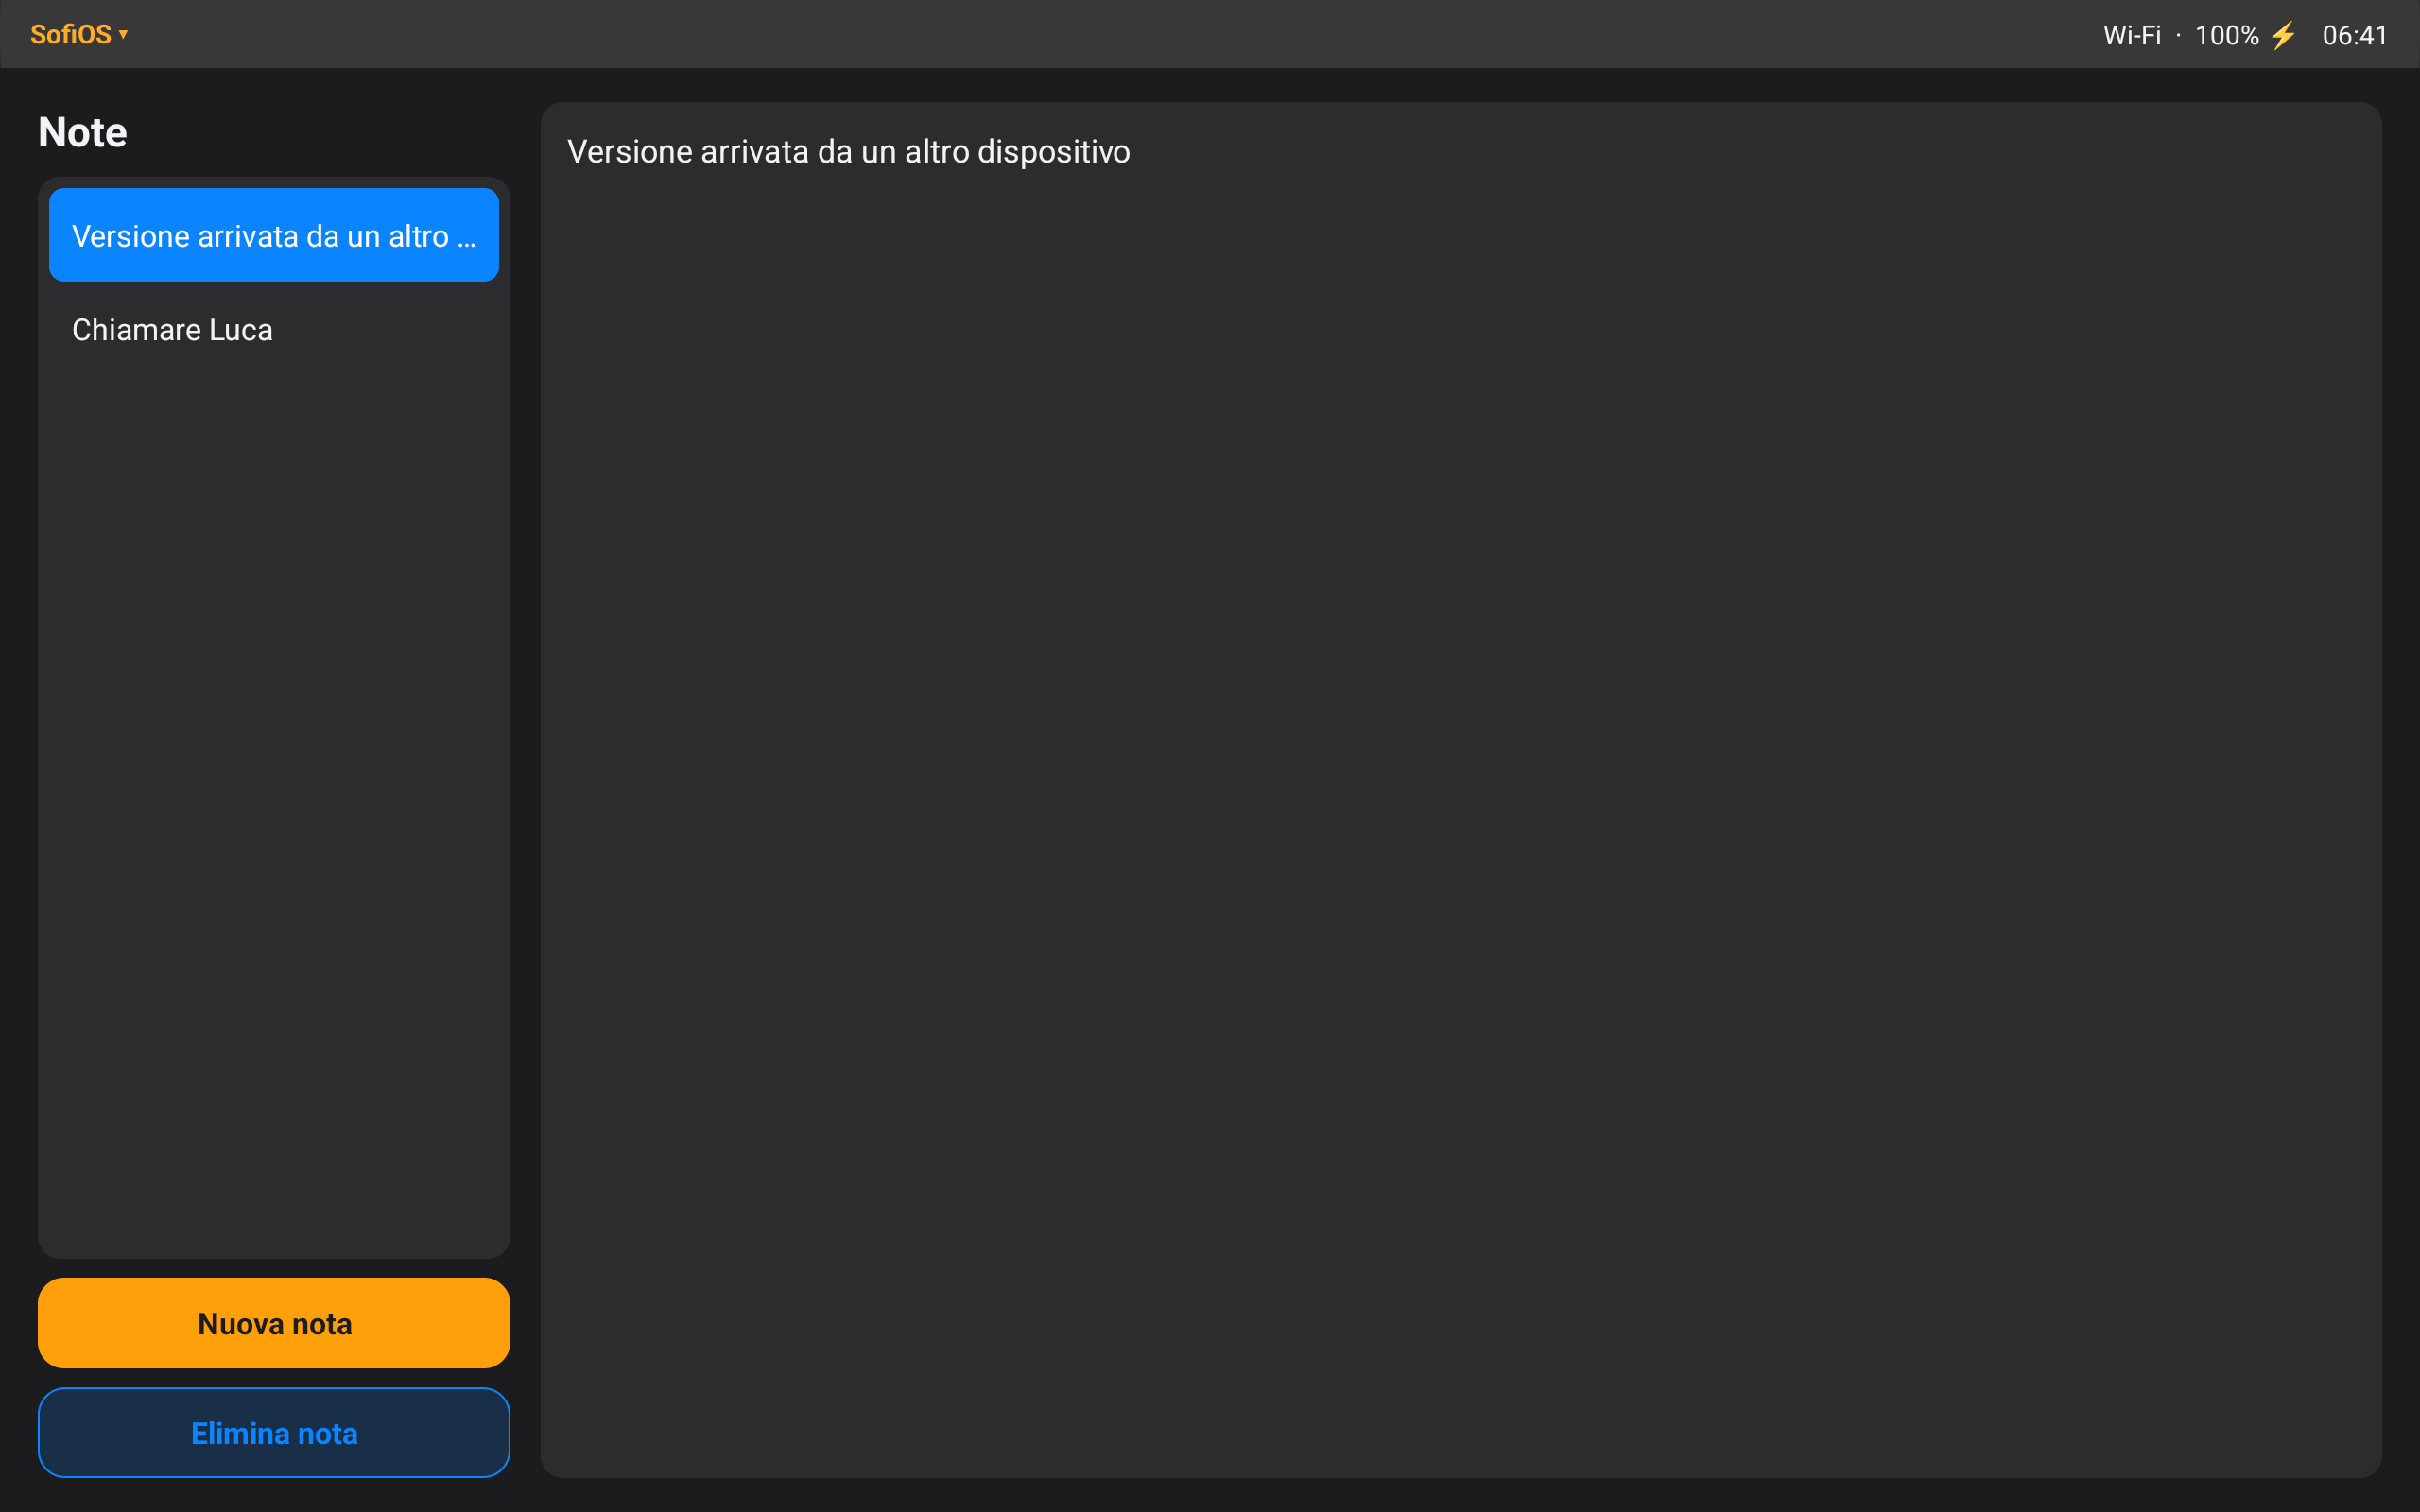 SofiOS ▾
Wi-Fi · 100% ⚡ 06:41
Note
Versione arrivata da un altro ...
Chiamare Luca
Nuova nota
Elimina nota
Versione arrivata da un altro dispositivo